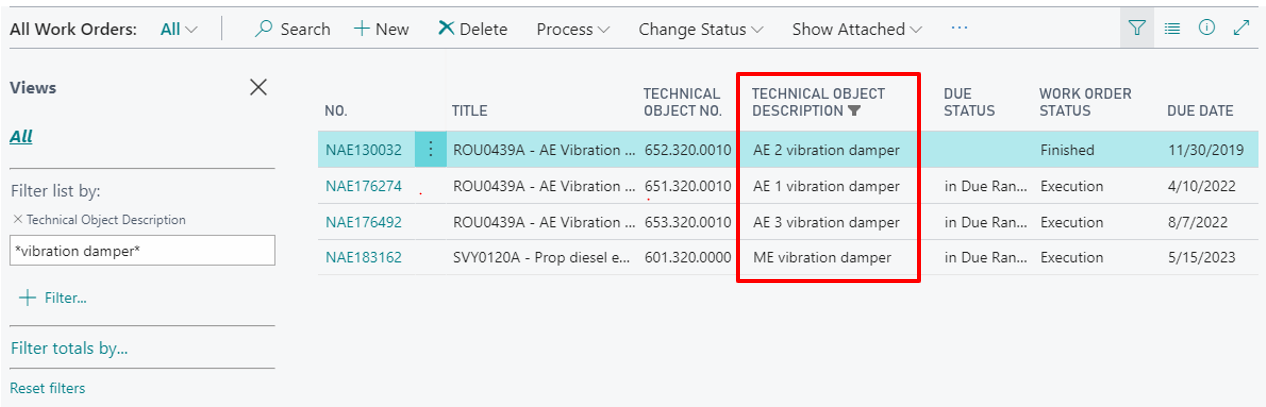 All Work Orders: All Search New Delete Process Change Status Show Attached ...
Views
All
Filter list by:
× Technical Object Description
*vibration damper*
+ Filter...
Filter totals by...
Reset filters
NO. TITLE TECHNICAL OBJECT NO. TECHNICAL OBJECT DESCRIPTION DUE STATUS WORK ORDER STATUS DUE DATE
NAE130032 ROU0439A - AE Vibration ... 652.320.0010 AE 2 vibration damper Finished 11/30/2019
NAE176274 ROU0439A - AE Vibration ... 651.320.0010 AE 1 vibration damper in Due Ran... Execution 4/10/2022
NAE176492 ROU0439A - AE Vibration ... 653.320.0010 AE 3 vibration damper in Due Ran... Execution 8/7/2022
NAE183162 SVY0120A - Prop diesel e... 601.320.0000 ME vibration damper in Due Ran... Execution 5/15/2023